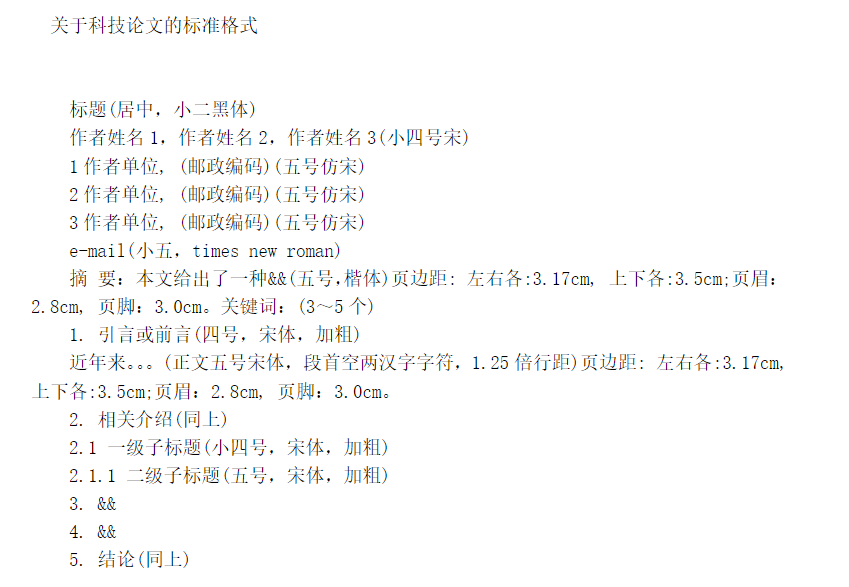 关于科技论文的标准格式
标题(居中，小二黑体)
作者姓名1，作者姓名2，作者姓名3(小四号宋)
1作者单位，(邮政编码)(五号仿宋)
2作者单位，(邮政编码)(五号仿宋)
3作者单位，(邮政编码)(五号仿宋)
e-mail(小五，times new roman)
摘 要：本文给出了一种&&(五号,楷体)页边距: 左右各:3.17cm, 上下各:3.5cm;页眉：
2.8cm, 页脚：3.0cm。关键词：(3～5个)
1. 引言或前言(四号，宋体，加粗)
近年来。。。(正文五号宋体，段首空两汉字字符，1.25倍行距)页边距: 左右各:3.17cm,
上下各:3.5cm;页眉：2.8cm, 页脚：3.0cm。
2. 相关介绍(同上)
2.1 一级子标题(小四号，宋体，加粗)
2.1.1 二级子标题(五号，宋体，加粗)
3. &&
4. &&
5. 结论(同上)